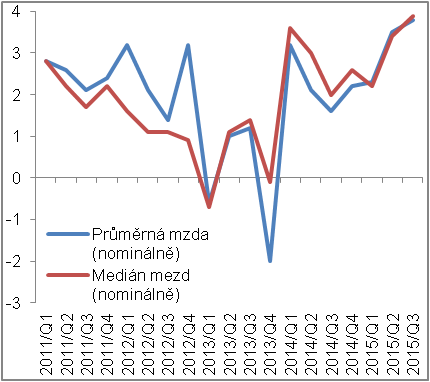 4
3
2
1
0
-1
-2
-3
Průměrná mzda
(nominálně)
Medián mezd
(nominálně)
2011/Q1
2011/Q2
2011/Q3
2011/Q4
2012/Q1
2012/Q2
2012/Q3
2012/Q4
2013/Q1
2013/Q2
2013/Q3
2013/Q4
2014/Q1
2014/Q2
2014/Q3
2014/Q4
2015/Q1
2015/Q2
2015/Q3